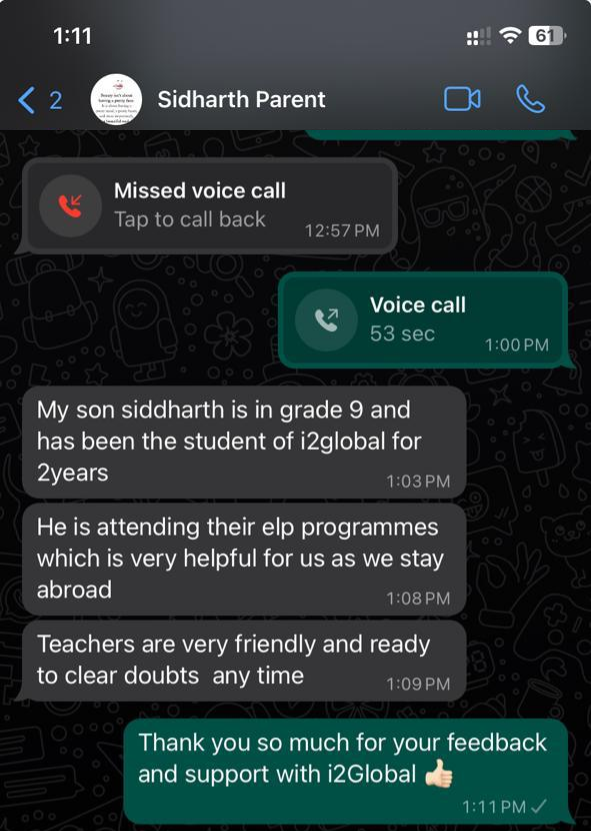 1:11
61
2
Sidharth Parent
Missed voice call
Tap to call back
12:57 PM
Voice call
53 sec
1:00 PM
My son siddharth is in grade 9 and
has been the student of i2global for
2years
1:03 PM
He is attending their elp programmes
which is very helpful for us as we stay
abroad
1:08 PM
Teachers are very friendly and ready
to clear doubts  any time
1:09 PM
Thank you so much for your feedback
and support with i2Global 👍🏻
1:11 PM